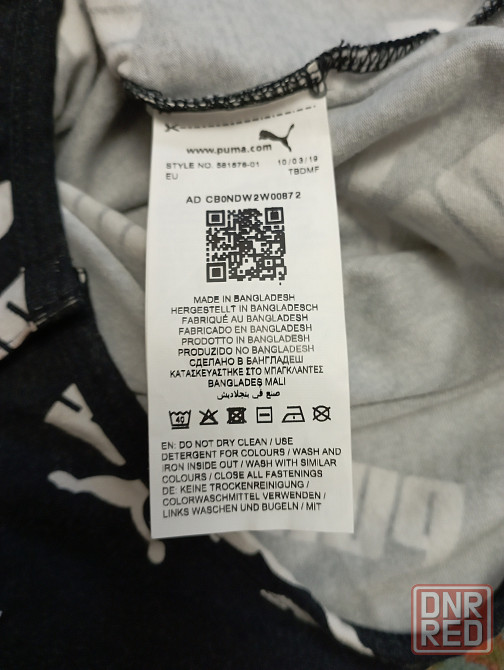 www.puma.com
STYLE NO. 581576-01 10/03/19
EU TBDMF
AD CB0NDW2W00872
MADE IN BANGLADESH
HERGESTELLT IN BANGLADESCH
FABRIQUÉ AU BANGLADESH
FABRICADO EN BANGLADESH
PRODOTTO IN BANGLADESH
PRODUZIDO NO BANGLADESH
СДЕЛАНО В БАНГЛАДЕШ
ΚΑΤΑΣΚΕΥΑΣΤΗΚΕ ΣΤΟ ΜΠΑΓΚΛΑΝΤΕΣ
BANGLADEŞ MALI
صنع في بنجلاديش
40
EN: DO NOT DRY CLEAN / USE
DETERGENT FOR COLOURS / WASH AND
IRON INSIDE OUT / WASH WITH SIMILAR
COLOURS / CLOSE ALL FASTENINGS
DE: KEINE TROCKENREINIGUNG /
COLORWASCHMITTEL VERWENDEN /
LINKS WASCHEN UND BUGELN / MIT
DNR
RED